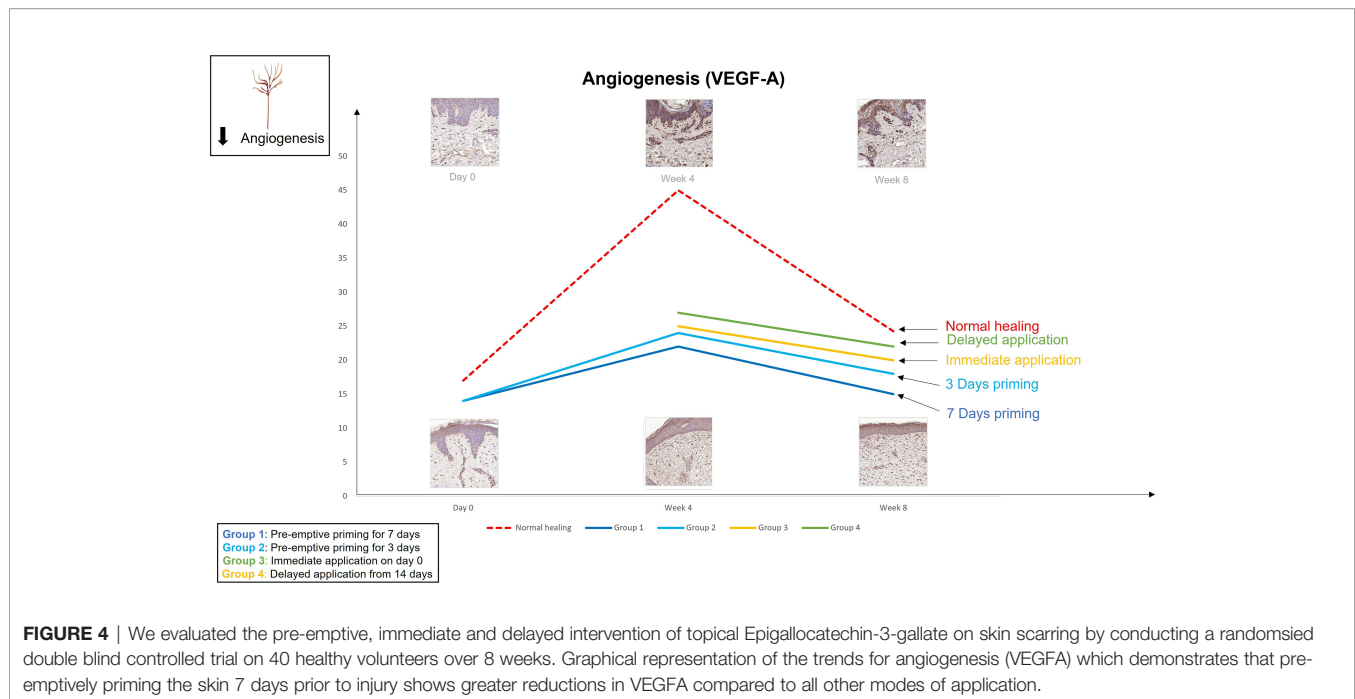 Angiogenesis (VEGF-A)
⬇ Angiogenesis
50
45
40
35
30
25
20
15
10
5
0
Day 0
Week 4
Week 8
Normal healing
Delayed application
Immediate application
3 Days priming
7 Days priming
Day 0 Week 4 Week 8
Normal healing Group 1 Group 2 Group 3 Group 4
Group 1: Pre-emptive priming for 7 days
Group 2: Pre-emptive priming for 3 days
Group 3: Immediate application on day 0
Group 4: Delayed application from 14 days
FIGURE 4 | We evaluated the pre-emptive, immediate and delayed intervention of topical Epigallocatechin-3-gallate on skin scarring by conducting a randomsied
double blind controlled trial on 40 healthy volunteers over 8 weeks. Graphical representation of the trends for angiogenesis (VEGFA) which demonstrates that pre-
emptively priming the skin 7 days prior to injury shows greater reductions in VEGFA compared to all other modes of application.